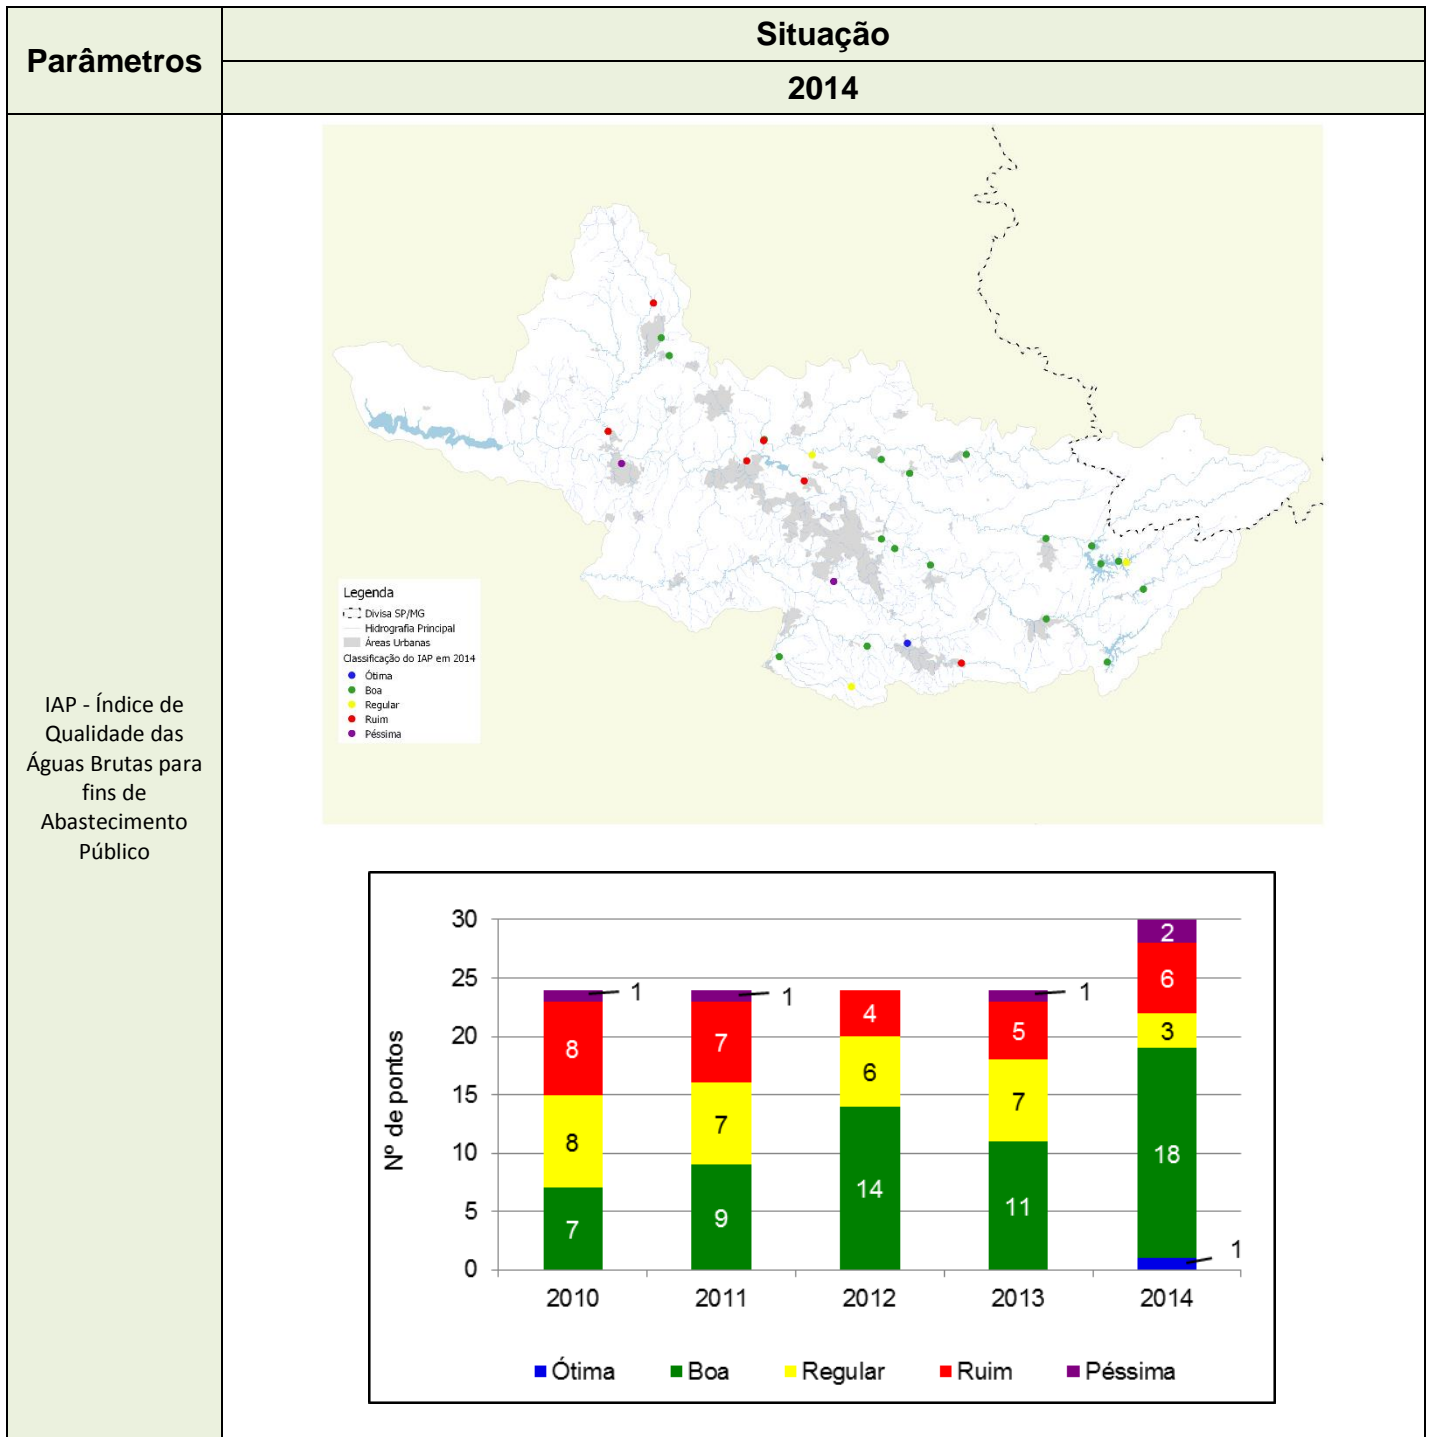 Parâmetros
Situação
2014
IAP - Índice de
Qualidade das
Águas Brutas para
fins de
Abastecimento
Público
Legenda
Divisa SP/MG
Hidrografia Principal
Áreas Urbanas
Classificação do IAP em 2014
Ótima
Boa
Regular
Ruim
Péssima
Nº de pontos
30
25
20
15
10
5
0
1
8
8
7
1
7
7
9
4
6
14
1
5
7
11
2
6
3
18
1
2010 2011 2012 2013 2014
Ótima Boa Regular Ruim Péssima